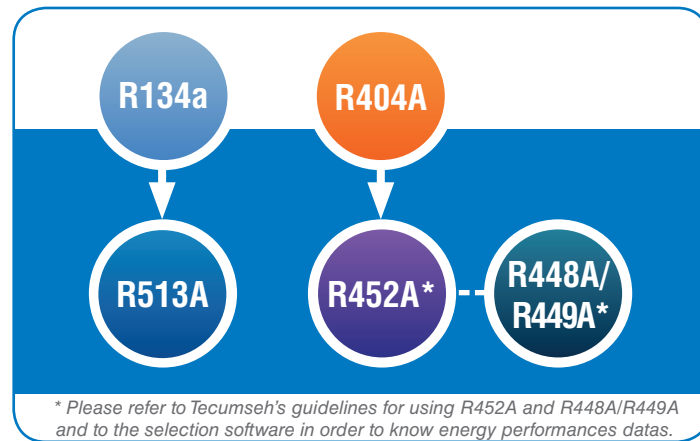 R134a
R404A
R513A
R452A*
R448A/
R449A*
* Please refer to Tecumseh's guidelines for using R452A and R448A/R449A
and to the selection software in order to know energy performances datas.